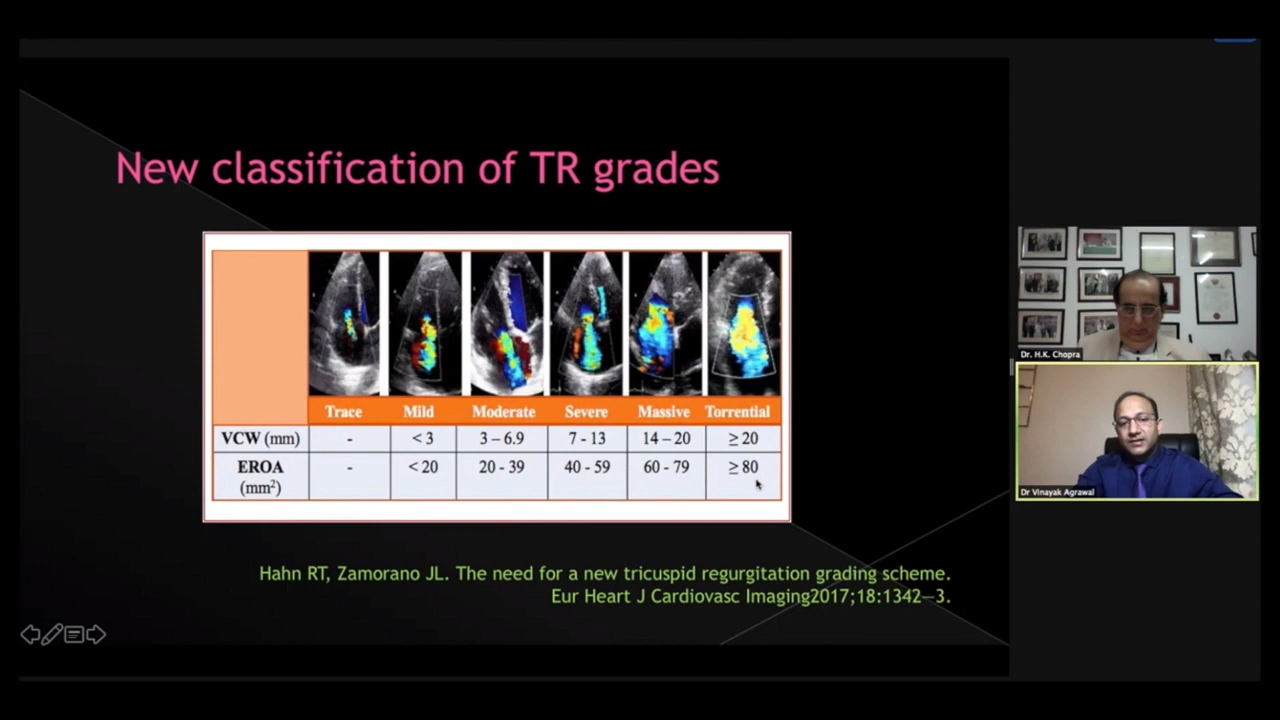 New classification of TR grades
Trace Mild Moderate Severe Massive Torrential
VCW (mm) - < 3 3 – 6.9 7 - 13 14 – 20 ≥ 20
EROA - < 20 20 - 39 40 - 59 60 - 79 ≥ 80
(mm²)
Hahn RT, Zamorano JL. The need for a new tricuspid regurgitation grading scheme.
Eur Heart J Cardiovasc Imaging2017;18:1342—3.
Dr. H.K. Chopra
Dr Vinayak Agrawal